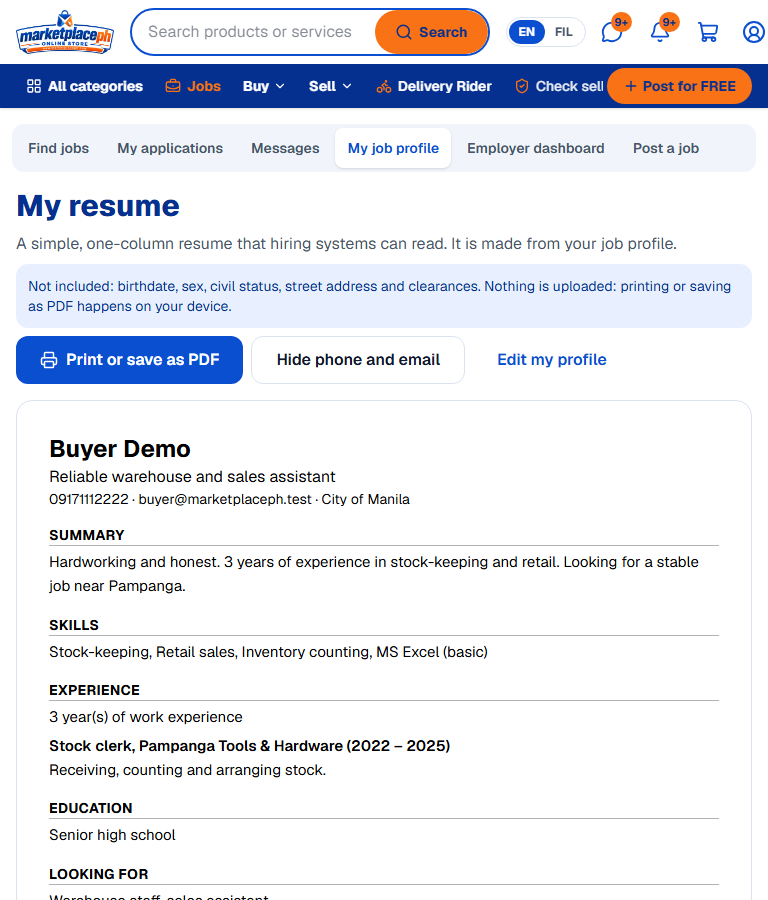 marketplaceph
ONLINE STORE
Search products or services
Search
EN
FIL
9+
9+
All categories
Jobs
Buy
Sell
Delivery Rider
Check sell
+ Post for FREE
Find jobs
My applications
Messages
My job profile
Employer dashboard
Post a job
My resume
A simple, one-column resume that hiring systems can read. It is made from your job profile.
Not included: birthdate, sex, civil status, street address and clearances. Nothing is uploaded: printing or saving
as PDF happens on your device.
Print or save as PDF
Hide phone and email
Edit my profile
Buyer Demo
Reliable warehouse and sales assistant
09171112222 · buyer@marketplaceph.test · City of Manila
SUMMARY
Hardworking and honest. 3 years of experience in stock-keeping and retail. Looking for a stable
job near Pampanga.
SKILLS
Stock-keeping, Retail sales, Inventory counting, MS Excel (basic)
EXPERIENCE
3 year(s) of work experience
Stock clerk, Pampanga Tools & Hardware (2022 – 2025)
Receiving, counting and arranging stock.
EDUCATION
Senior high school
LOOKING FOR
Warehouse staff, sales assistant